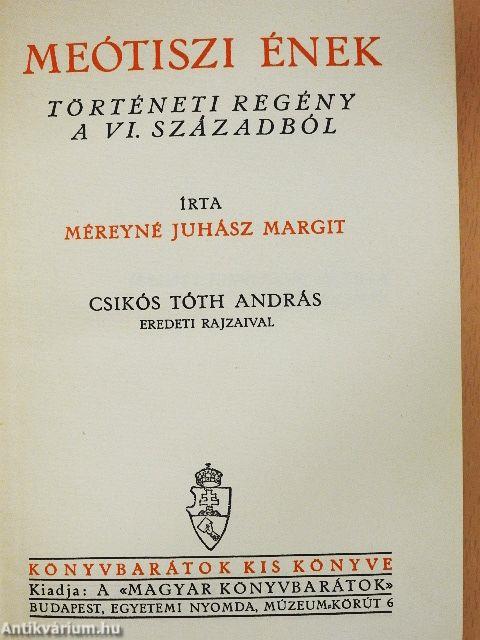 MEÓTISZI ÉNEK
TÖRTÉNETI REGÉNY
A VI. SZÁZADBÓL
ÍRTA
MÉREYNÉ JUHÁSZ MARGIT
CSIKÓS TÓTH ANDRÁS
EREDETI RAJZAIVAL
KÖNYVBARÁTOK KIS KÖNYVE
Kiadja: A «MAGYAR KÖNYVBARÁTOK»
BUDAPEST, EGYETEMI NYOMDA, MÚZEUM-KÖRÚT 6
Antikvárium.hu